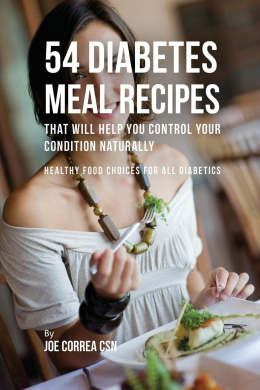 54 DIABETES
MEAL RECIPES
THAT WILL HELP YOU CONTROL YOUR
CONDITION NATURALLY
HEALTHY FOOD CHOICES FOR ALL DIABETICS
By
JOE CORREA CSN